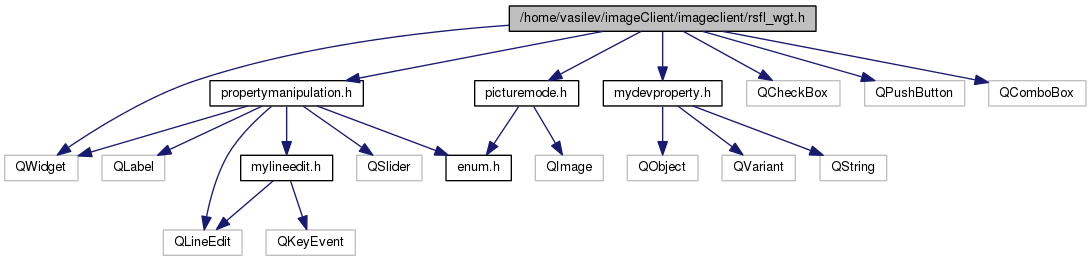 /home/vasilev/imageClient/imageclient/rsfl_wgt.h
propertymanipulation.h
picturemode.h
mydevproperty.h
QCheckBox
QPushButton
QComboBox
QWidget
QLabel
mylineedit.h
QSlider
enum.h
QImage
QObject
QVariant
QString
QLineEdit
QKeyEvent